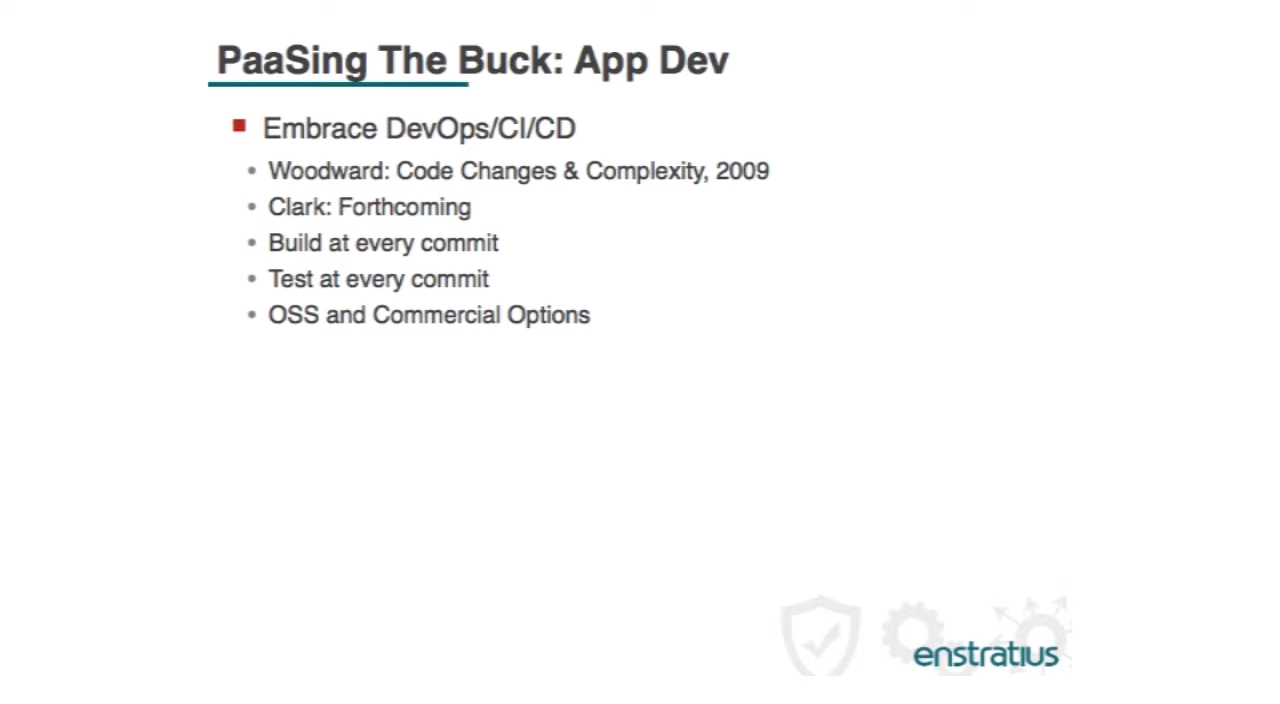 PaaSing The Buck: App Dev
Embrace DevOps/CI/CD
• Woodward: Code Changes & Complexity, 2009
• Clark: Forthcoming
• Build at every commit
• Test at every commit
• OSS and Commercial Options
enstratius